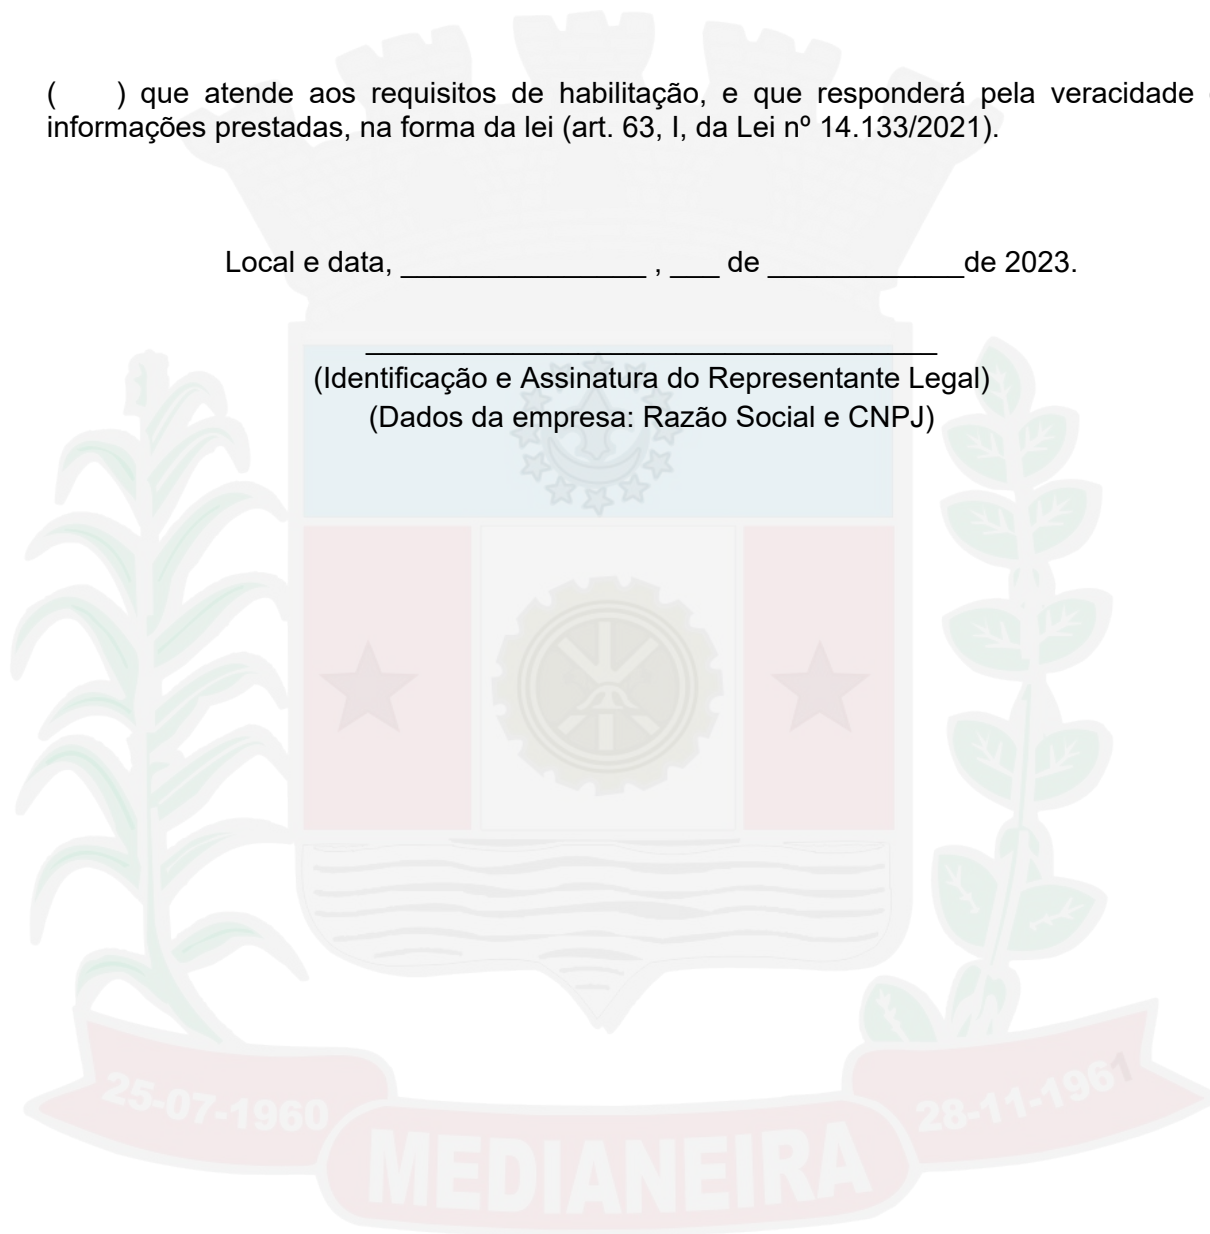 (    ) que atende aos requisitos de habilitação, e que responderá pela veracidade
informações prestadas, na forma da lei (art. 63, I, da Lei nº 14.133/2021).
Local e data, _______________ , ___ de ____________de 2023.
___________________________________
(Identificação e Assinatura do Representante Legal)
(Dados da empresa: Razão Social e CNPJ)
25-07-1960
28-11-1961
MEDIANEIRA